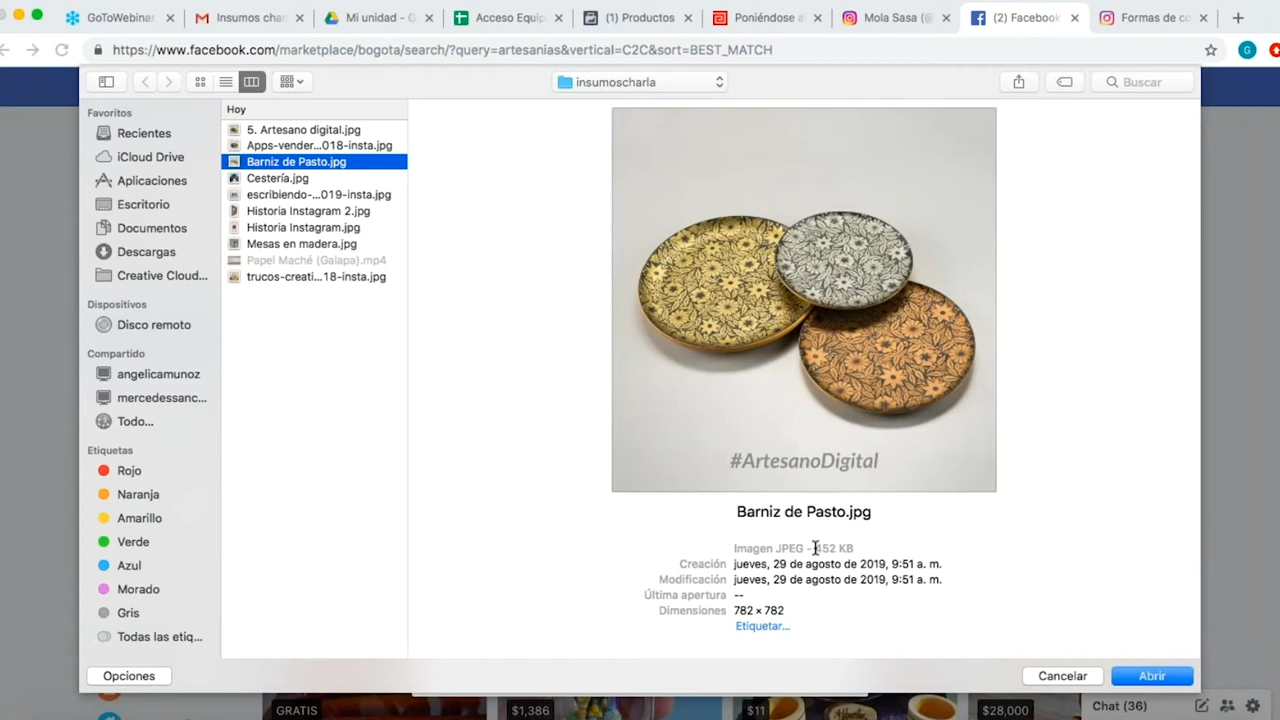 GoToWebinar
Insumos char
Mi unidad - G
Acceso Equip
(1) Productos
Poniéndose a
Mola Sasa (@
(2) Facebook
Formas de co
https://www.facebook.com/marketplace/bogota/search/?query=artesanias&vertical=C2C&sort=BEST_MATCH
G
insumoscharla
Buscar
Favoritos
Recientes
iCloud Drive
Aplicaciones
Escritorio
Documentos
Descargas
Creative Cloud...
Dispositivos
Disco remoto
Compartido
angelicamunoz
mercedessanc...
Todo...
Etiquetas
Rojo
Naranja
Amarillo
Verde
Azul
Morado
Gris
Todas las etiq...
Hoy
5. Artesano digital.jpg
Apps-vender...018-insta.jpg
Barniz de Pasto.jpg
Cestería.jpg
escribiendo-...019-insta.jpg
Historia Instagram 2.jpg
Historia Instagram.jpg
Mesas en madera.jpg
Papel Maché (Galapa).mp4
trucos-creati...18-insta.jpg
#ArtesanoDigital
Barniz de Pasto.jpg
Imagen JPEG - 452 KB
Creación jueves, 29 de agosto de 2019, 9:51 a. m.
Modificación jueves, 29 de agosto de 2019, 9:51 a. m.
Última apertura --
Dimensiones 782 × 782
Etiquetar...
Opciones
Cancelar
Abrir
GRATIS
$1,386
$11
$28,000
Chat (36)